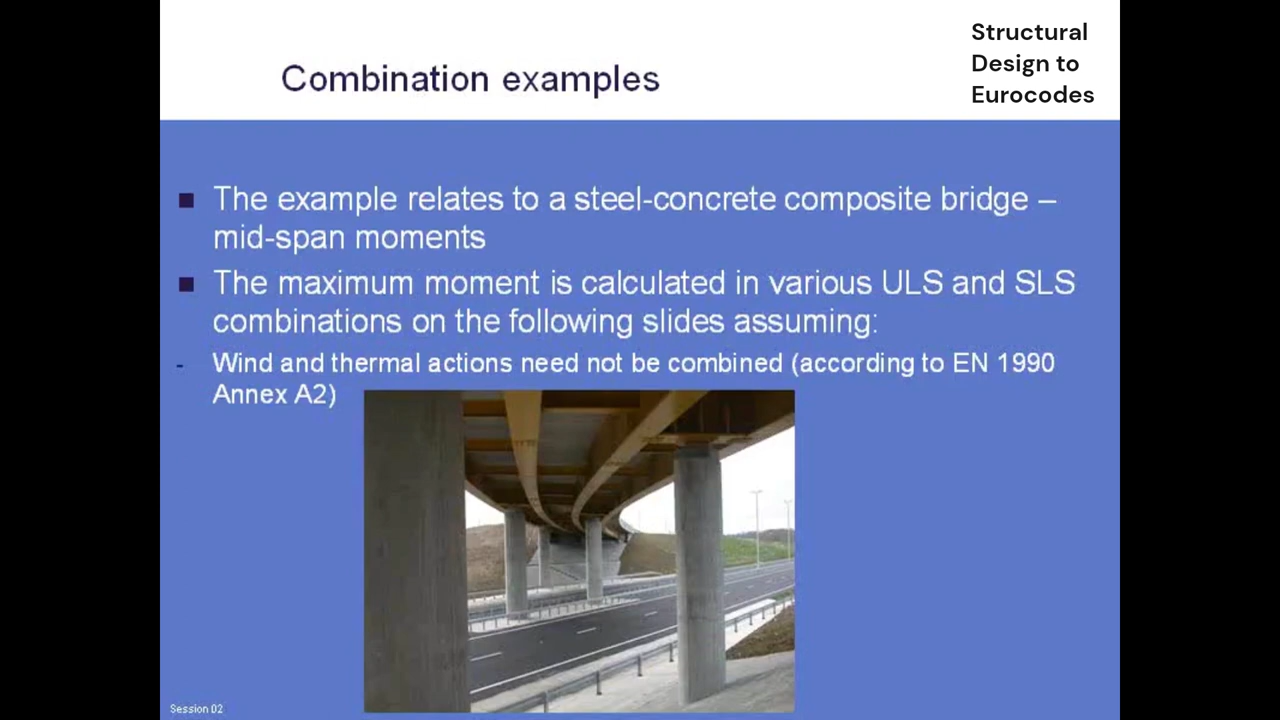 Structural
Design to
Eurocodes
Combination examples
■ The example relates to a steel-concrete composite bridge –
mid-span moments
■ The maximum moment is calculated in various ULS and SLS
combinations on the following slides assuming:
- Wind and thermal actions need not be combined (according to EN 1990
Annex A2)
Session 02